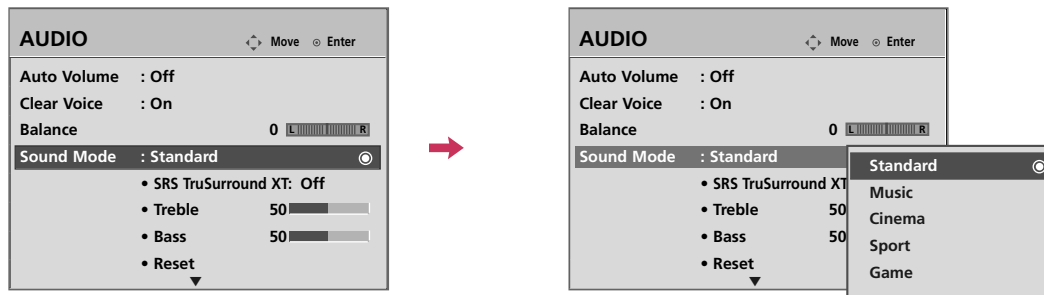 AUDIO Move Enter
Auto Volume : Off
Clear Voice : On
Balance 0 L R
Sound Mode : Standard
• SRS TruSurround XT: Off
• Treble 50
• Bass 50
• Reset
AUDIO Move Enter
Auto Volume : Off
Clear Voice : On
Balance 0 L R
Sound Mode : Standard
• SRS TruSurround XT
• Treble 50
• Bass 50
• Reset
Standard
Music
Cinema
Sport
Game